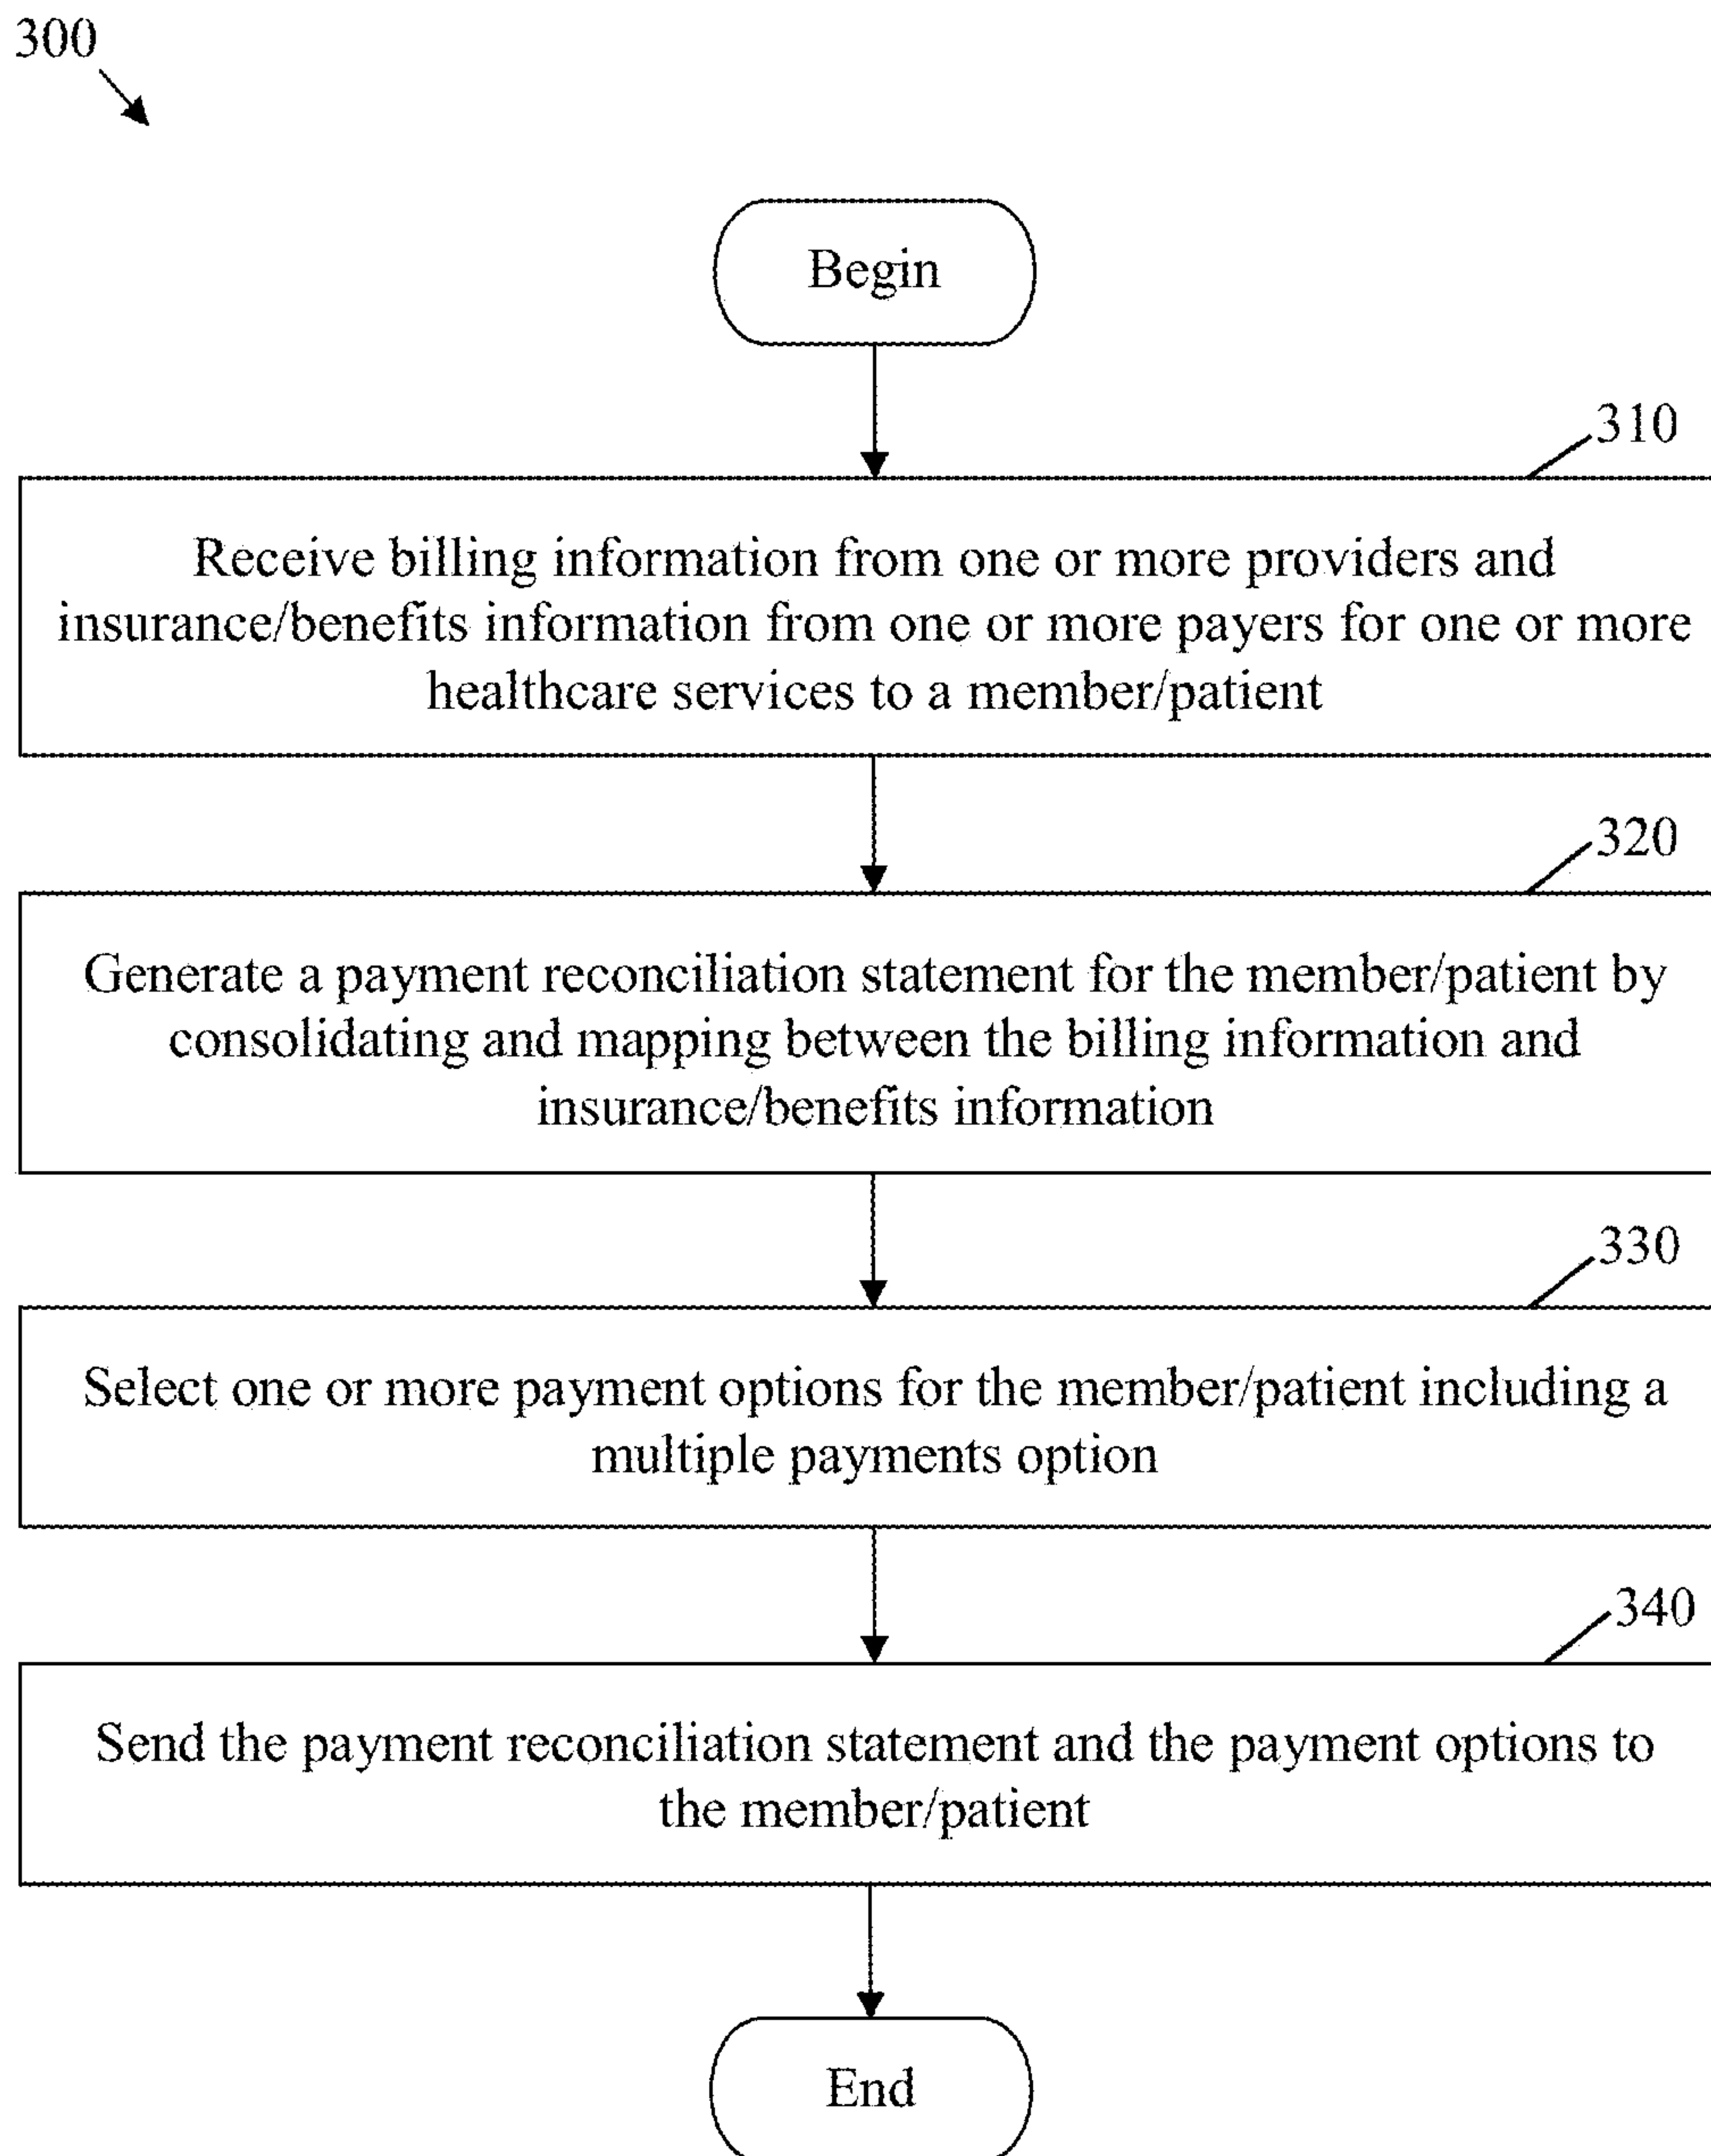 300
Begin
310
Receive billing information from one or more providers and
insurance/benefits information from one or more payers for one or more
healthcare services to a member/patient
320
Generate a payment reconciliation statement for the member/patient by
consolidating and mapping between the billing information and
insurance/benefits information
330
Select one or more payment options for the member/patient including a
multiple payments option
340
Send the payment reconciliation statement and the payment options to
the member/patient
End